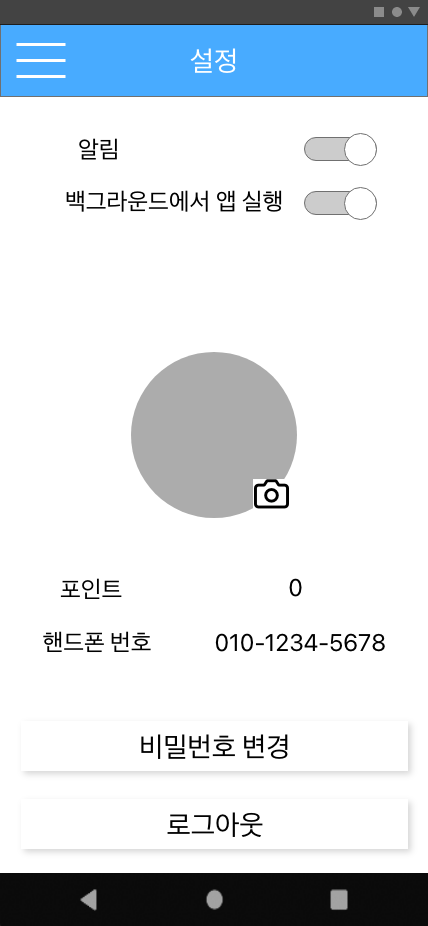 설정
알림
백그라운드에서 앱 실행
포인트 0
핸드폰 번호 010-1234-5678
비밀번호 변경
로그아웃